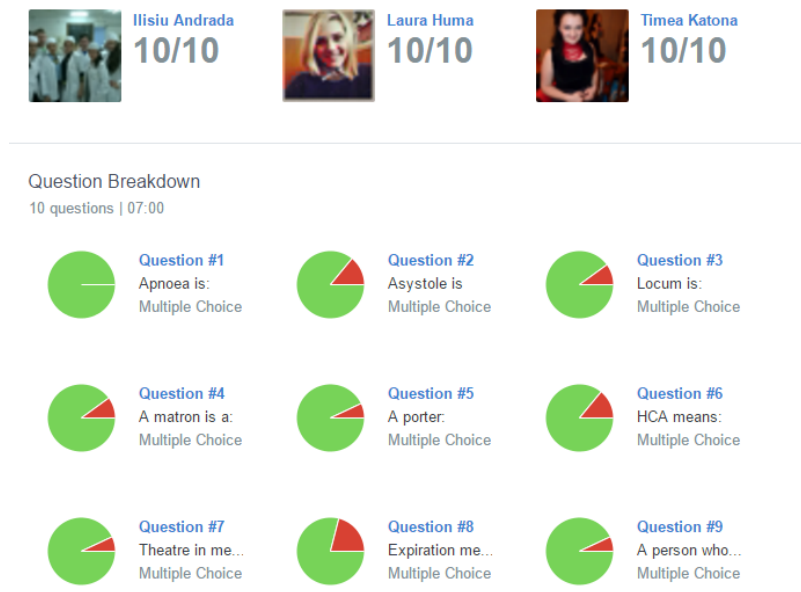 Ilisiu Andrada
10/10
Laura Huma
10/10
Timea Katona
10/10
Question Breakdown
10 questions | 07:00
Question #1
Apnoea is:
Multiple Choice
Question #2
Asystole is
Multiple Choice
Question #3
Locum is:
Multiple Choice
Question #4
A matron is a:
Multiple Choice
Question #5
A porter:
Multiple Choice
Question #6
HCA means:
Multiple Choice
Question #7
Theatre in me...
Multiple Choice
Question #8
Expiration me...
Multiple Choice
Question #9
A person who...
Multiple Choice